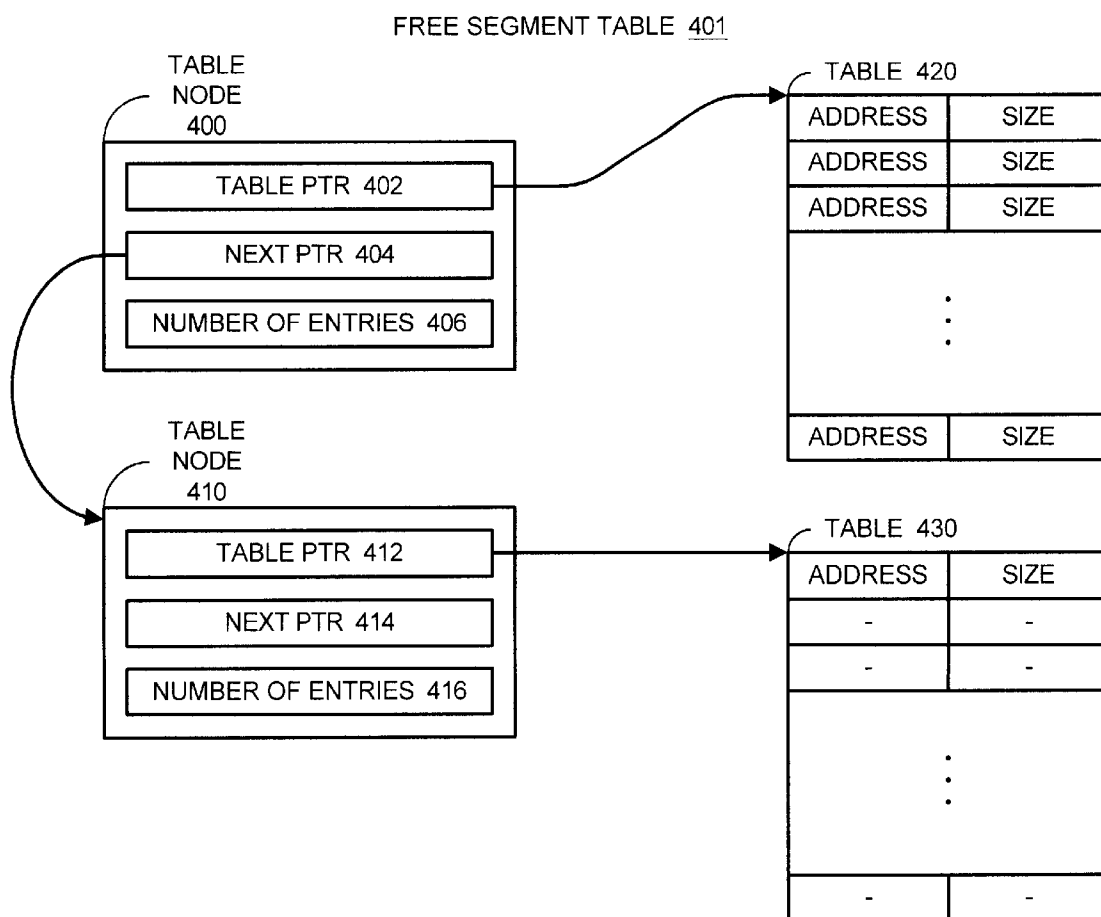 FREE SEGMENT TABLE 401
TABLE
NODE
400
TABLE PTR 402
NEXT PTR 404
NUMBER OF ENTRIES 406
TABLE 420
ADDRESS SIZE
ADDRESS SIZE
ADDRESS SIZE
ADDRESS SIZE
TABLE
NODE
410
TABLE PTR 412
NEXT PTR 414
NUMBER OF ENTRIES 416
TABLE 430
ADDRESS SIZE
- -
- -
- -